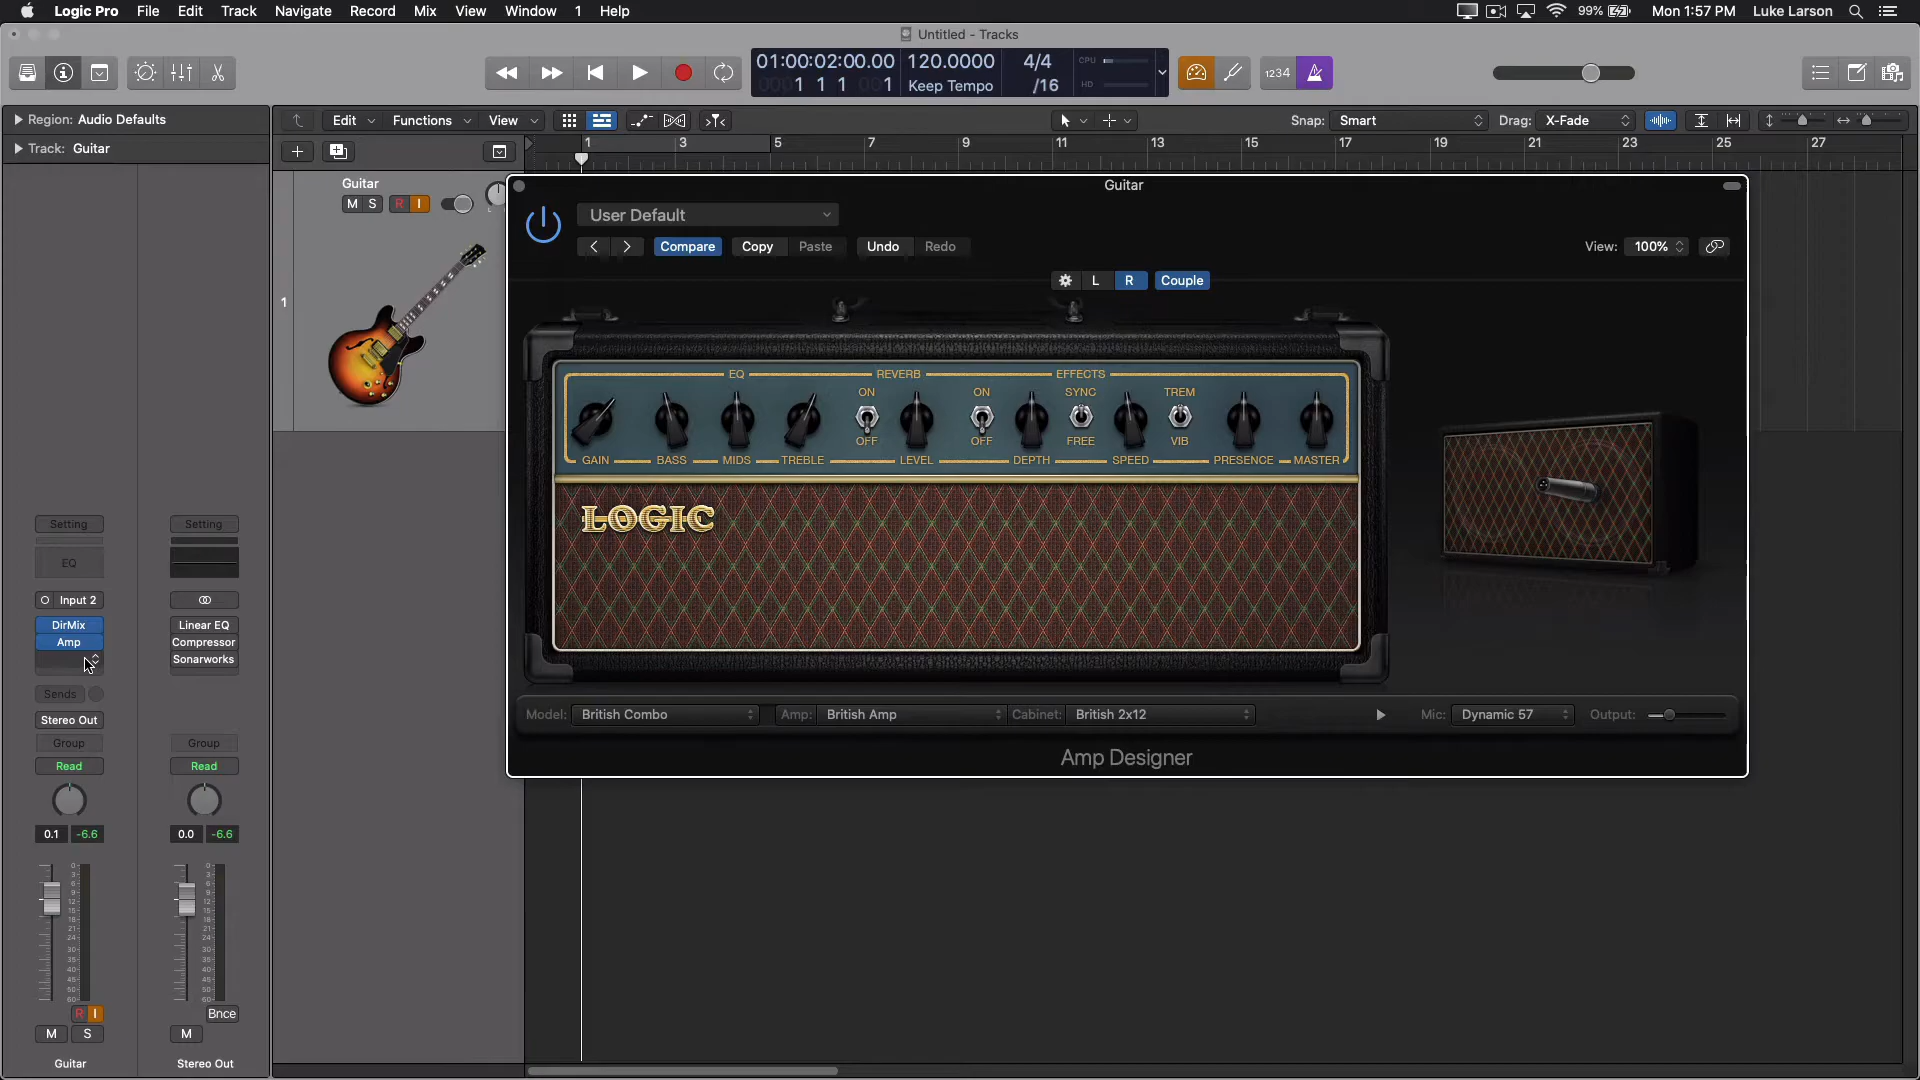 Logic Pro File Edit Track Navigate Record Mix View Window 1 Help 99% Mon 1:57 PM Luke Larson
Untitled - Tracks
01:00:02:00.00 120.0000 4/4 CPU
1 1 1 1 Keep Tempo /16 HD
1234
Region: Audio Defaults
Edit Functions View Snap: Smart Drag: X-Fade
Track: Guitar
1 3 5 7 9 11 13 15 17 19 21 23 25 27
Guitar
M S R I
1
Guitar
User Default
Compare Copy Paste Undo Redo View: 100%
L R Couple
EQ REVERB EFFECTS
ON ON SYNC TREM
OFF OFF FREE VIB
GAIN BASS MIDS TREBLE LEVEL DEPTH SPEED PRESENCE MASTER
LOGIC
Model: British Combo Amp: British Amp Cabinet: British 2x12 Mic: Dynamic 57 Output:
Amp Designer
Setting Setting
EQ
Input 2
DirMix Linear EQ
Amp Compressor
Sonarworks
Sends
Stereo Out
Group Group
Read Read
0.1 -6.6 0.0 -6.6
R I Bnce
M S M
Guitar Stereo Out